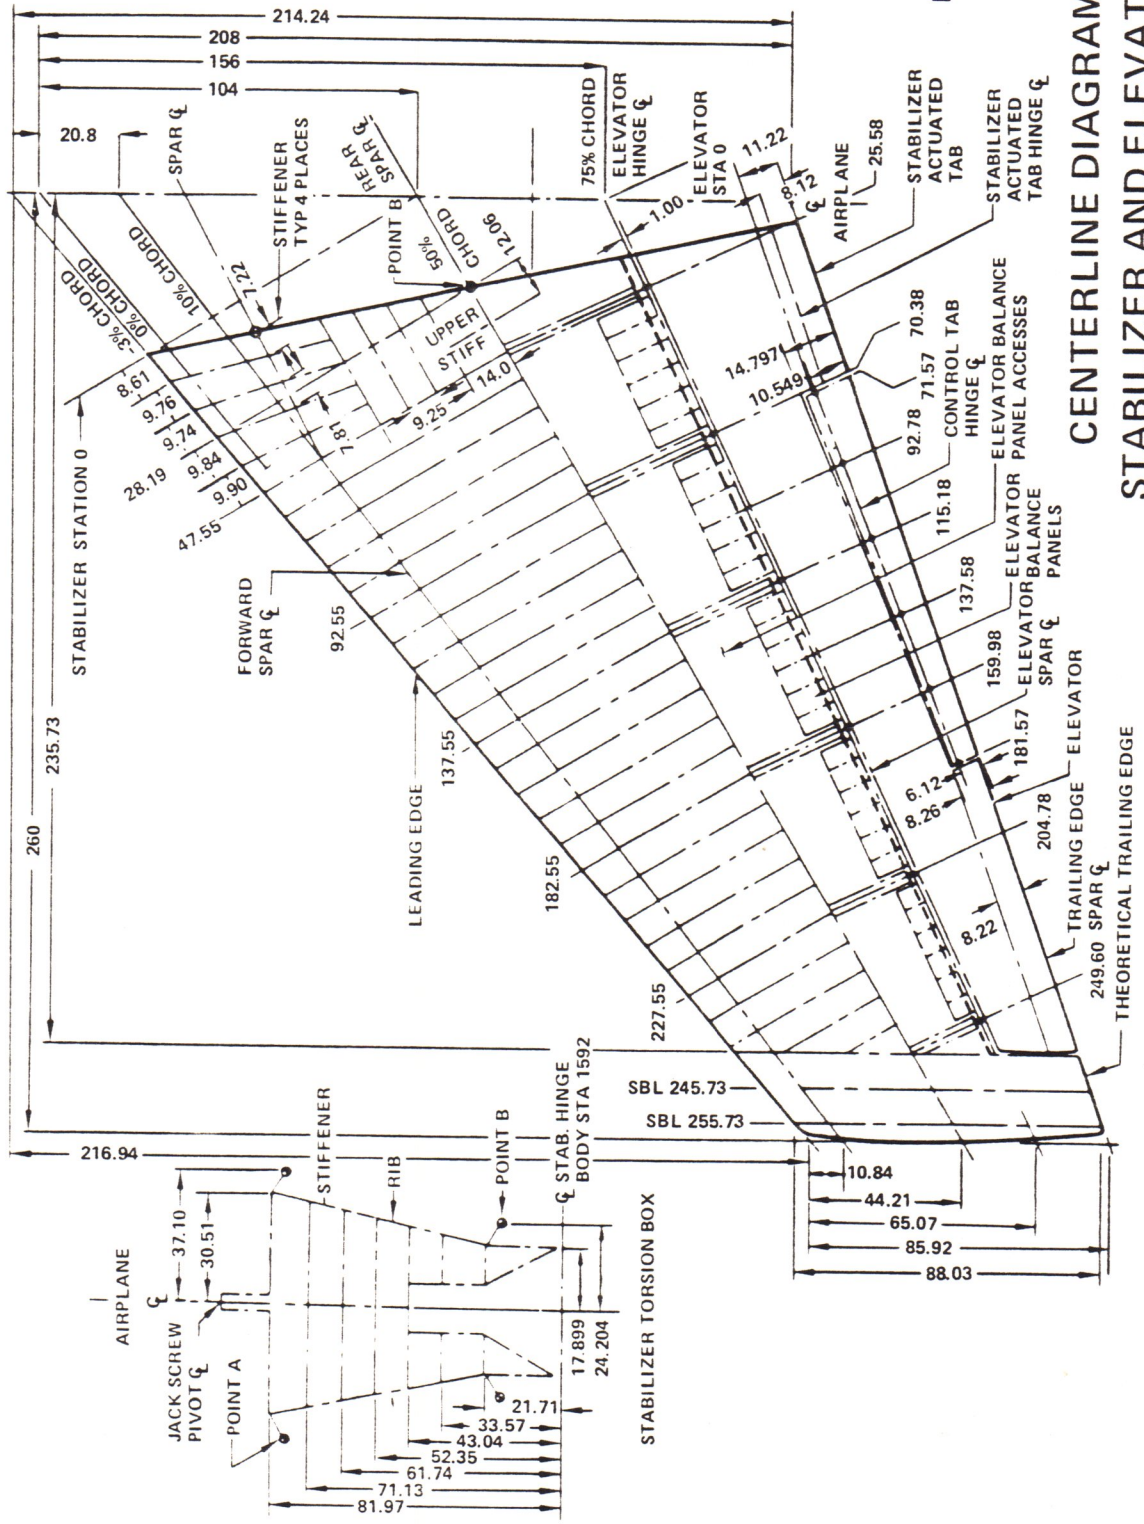 214.24
208
156
104
20.8
SPAR ℄
STIFFENER
TYP 4 PLACES
REAR
SPAR ℄
POINT B
50%
CHORD
12.06
75% CHORD
ELEVATOR
HINGE ℄
ELEVATOR
STA 0
1.00
11.22
8.12
℄
AIRPLANE
25.58
STABILIZER
ACTUATED
TAB
STABILIZER
ACTUATED
TAB HINGE ℄
-3% CHORD
0% CHORD
10% CHORD
7.22
UPPER
STIFF
14.0
9.25
7.81
8.61
9.76
9.74
9.84
9.90
28.19
47.55
STABILIZER STATION 0
FORWARD
SPAR ℄
92.55
LEADING EDGE
137.55
182.55
227.55
235.73
260
14.797
10.549
70.38
71.57
CONTROL TAB
HINGE ℄
92.78
ELEVATOR BALANCE
PANEL ACCESSES
115.18
ELEVATOR
BALANCE
PANELS
137.58
ELEVATOR
SPAR ℄
159.98
181.57
ELEVATOR
6.12
8.26
204.78
TRAILING EDGE
SPAR ℄
8.22
249.60
THEORETICAL TRAILING EDGE
SBL 245.73
SBL 255.73
216.94
10.84
44.21
65.07
85.92
88.03
AIRPLANE
℄
JACK SCREW
PIVOT ℄
POINT A
37.10
30.51
STIFFENER
RIB
POINT B
℄ STAB. HINGE
BODY STA 1592
17.899
24.204
21.71
33.57
43.04
52.35
61.74
71.13
81.97
STABILIZER TORSION BOX
CENTERLINE DIAGRAM
STABILIZER AND ELEVAT